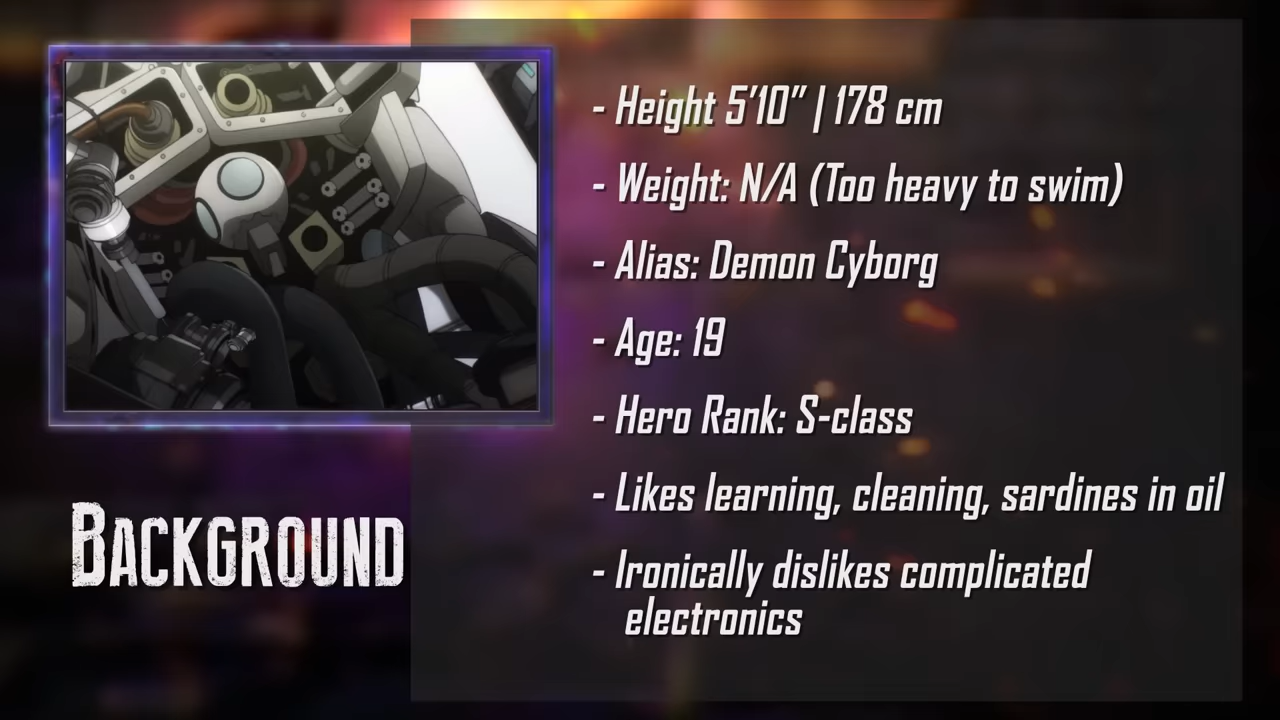 - Height 5'10" | 178 cm
- Weight: N/A (Too heavy to swim)
- Alias: Demon Cyborg
- Age: 19
- Hero Rank: S-class
- Likes learning, cleaning, sardines in oil
- Ironically dislikes complicated
electronics
Background